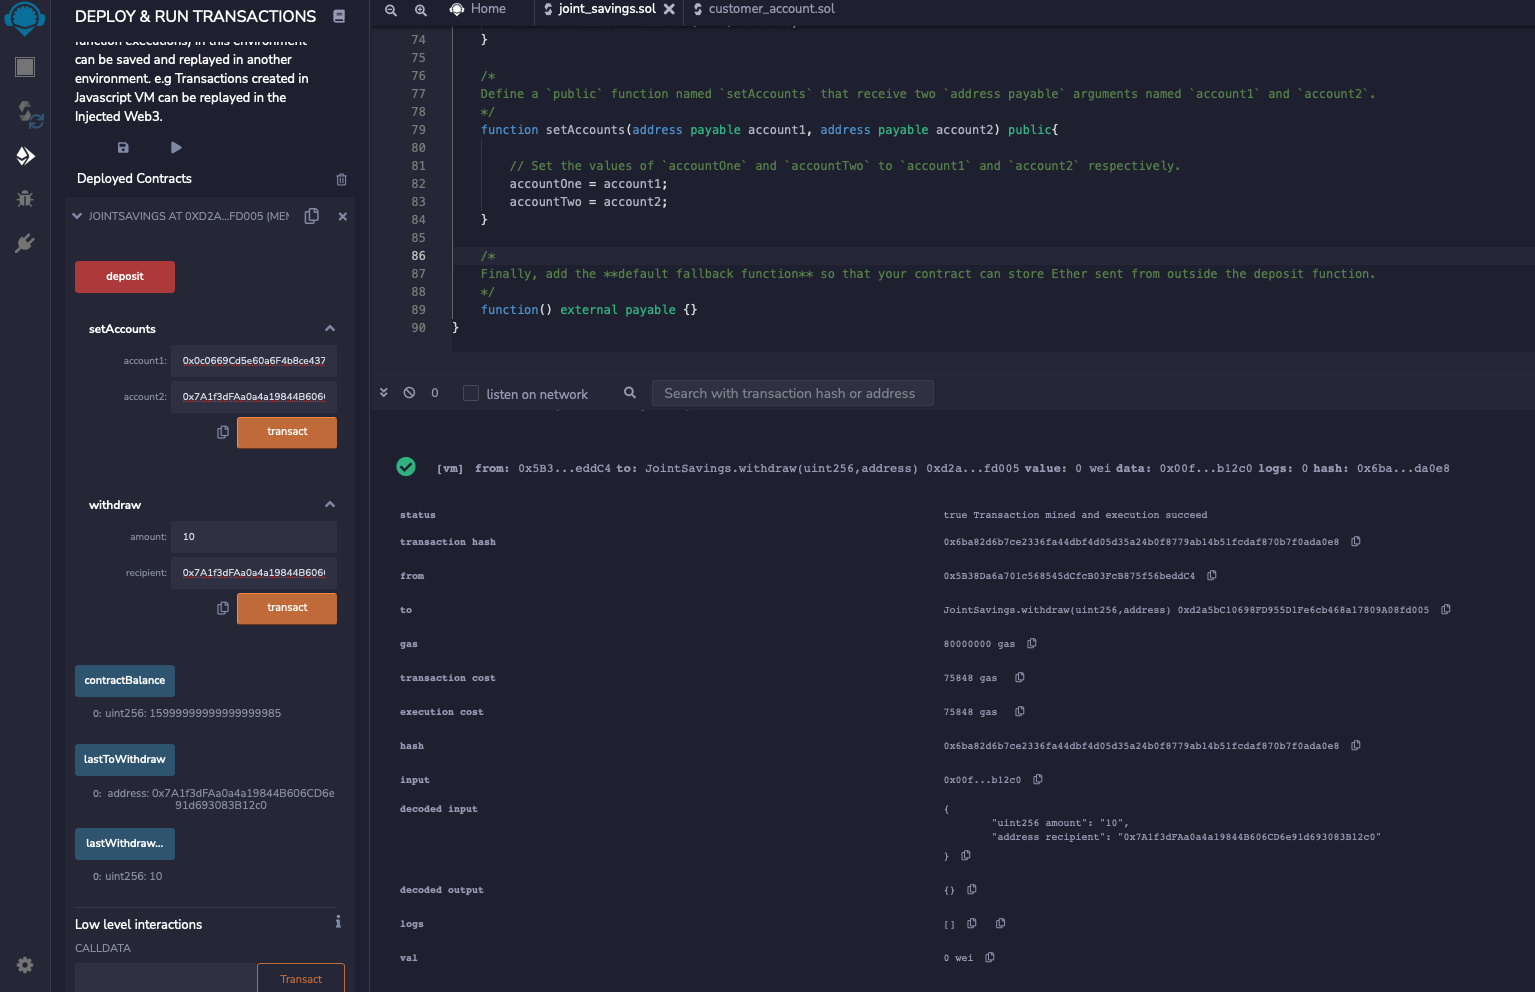 DEPLOY & RUN TRANSACTIONS
function executions) in this environment
can be saved and replayed in another
environment. e.g Transactions created in
Javascript VM can be replayed in the
Injected Web3.
Deployed Contracts
JOINTSAVINGS AT 0XD2A...FD005 (MEM
deposit
setAccounts
account1: 0x0c0669Cd5e60a6F4b8ce437
account2: 0x7A1f3dFAa0a4a19844B606
transact
withdraw
amount: 10
recipient: 0x7A1f3dFAa0a4a19844B606
transact
contractBalance
0: uint256: 15999999999999999985
lastToWithdraw
0: address: 0x7A1f3dFAa0a4a19844B606CD6e
91d693083B12c0
lastWithdraw...
0: uint256: 10
Low level interactions
CALLDATA
Transact
Home joint_savings.sol customer_account.sol
74 }
75
76 /*
77 Define a `public` function named `setAccounts` that receive two `address payable` arguments named `account1` and `account2`.
78 */
79 function setAccounts(address payable account1, address payable account2) public{
80
81 // Set the values of `accountOne` and `accountTwo` to `account1` and `account2` respectively.
82 accountOne = account1;
83 accountTwo = account2;
84 }
85
86 /*
87 Finally, add the **default fallback function** so that your contract can store Ether sent from outside the deposit function.
88 */
89 function() external payable {}
90 }
0 listen on network Search with transaction hash or address
[vm] from: 0x5B3...eddC4 to: JointSavings.withdraw(uint256,address) 0xd2a...fd005 value: 0 wei data: 0x00f...b12c0 logs: 0 hash: 0x6ba...da0e8
status true Transaction mined and execution succeed
transaction hash 0x6ba82d6b7ce2336fa44dbf4d05d35a24b0f8779ab14b51fcdaf870b7f0ada0e8
from 0x5B38Da6a701c568545dCfcB03FcB875f56beddC4
to JointSavings.withdraw(uint256,address) 0xd2a5bC10698FD955D1Fe6cb468a17809A08fd005
gas 80000000 gas
transaction cost 75848 gas
execution cost 75848 gas
hash 0x6ba82d6b7ce2336fa44dbf4d05d35a24b0f8779ab14b51fcdaf870b7f0ada0e8
input 0x00f...b12c0
decoded input {
"uint256 amount": "10",
"address recipient": "0x7A1f3dFAa0a4a19844B606CD6e91d693083B12c0"
}
decoded output {}
logs []
val 0 wei